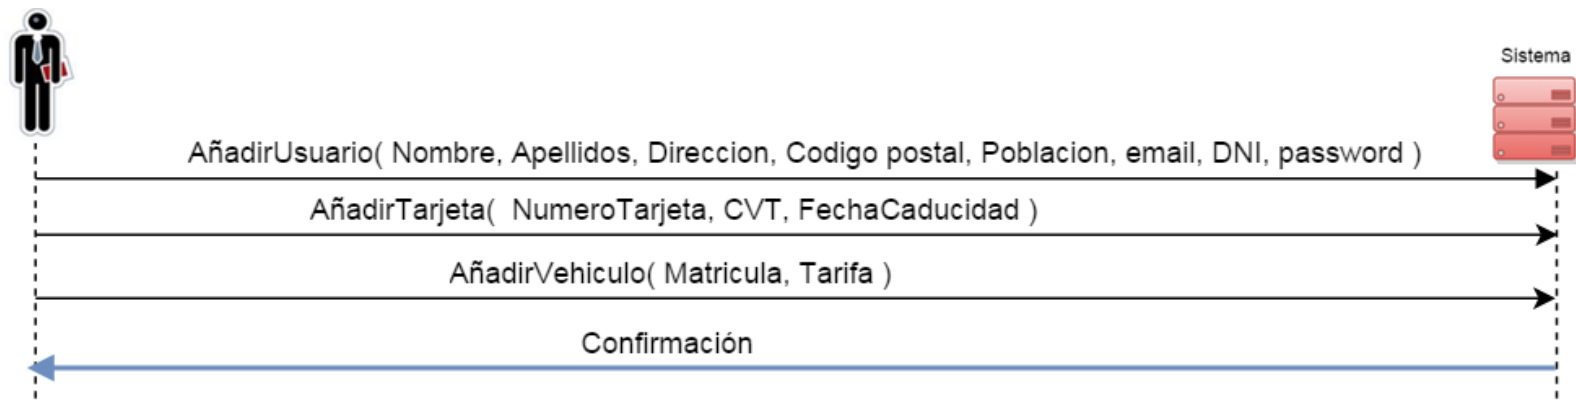 Sistema
AñadirUsuario( Nombre, Apellidos, Direccion, Codigo postal, Poblacion, email, DNI, password )
AñadirTarjeta( NumeroTarjeta, CVT, FechaCaducidad )
AñadirVehiculo( Matricula, Tarifa )
Confirmación